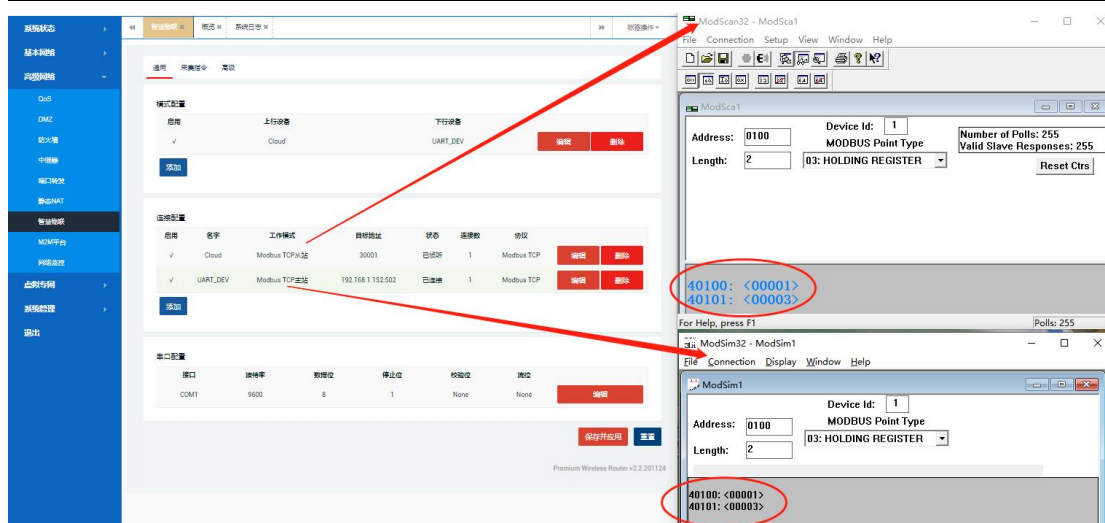 系统状态
基本网络
高级网络
QoS
DMZ
防火墙
中继器
端口转发
静态NAT
智慧物联
M2M平台
网络监控
虚拟专网
系统管理
退出
智慧物联 × 概览 × 系统日志 × 标签操作
通用 采集指令 高级
模式配置
启用 上行设备 下行设备
√ Cloud UART_DEV 编辑 删除
添加
连接配置
启用 名字 工作模式 目标地址 状态 连接数 协议
√ Cloud Modbus TCP从站 30001 已侦听 1 Modbus TCP 编辑 删除
√ UART_DEV Modbus TCP主站 192.168.1.152:502 已连接 1 Modbus TCP 编辑 删除
添加
串口配置
接口 波特率 数据位 停止位 校验位 流控
COM1 9600 8 1 None None 编辑
保存并应用 重置
Premium Wireless Router v2.2.201124
ModScan32 - ModSca1
File Connection Setup View Window Help
ModSca1
Device Id: 1
Address: 0100 MODBUS Point Type
Length: 2 03: HOLDING REGISTER
Number of Polls: 255
Valid Slave Responses: 255
Reset Ctrs
40100: <00001>
40101: <00003>
For Help, press F1 Polls: 255
ModSim32 - ModSim1
File Connection Display Window Help
ModSim1
Device Id: 1
Address: 0100 MODBUS Point Type
Length: 2 03: HOLDING REGISTER
40100: <00001>
40101: <00003>